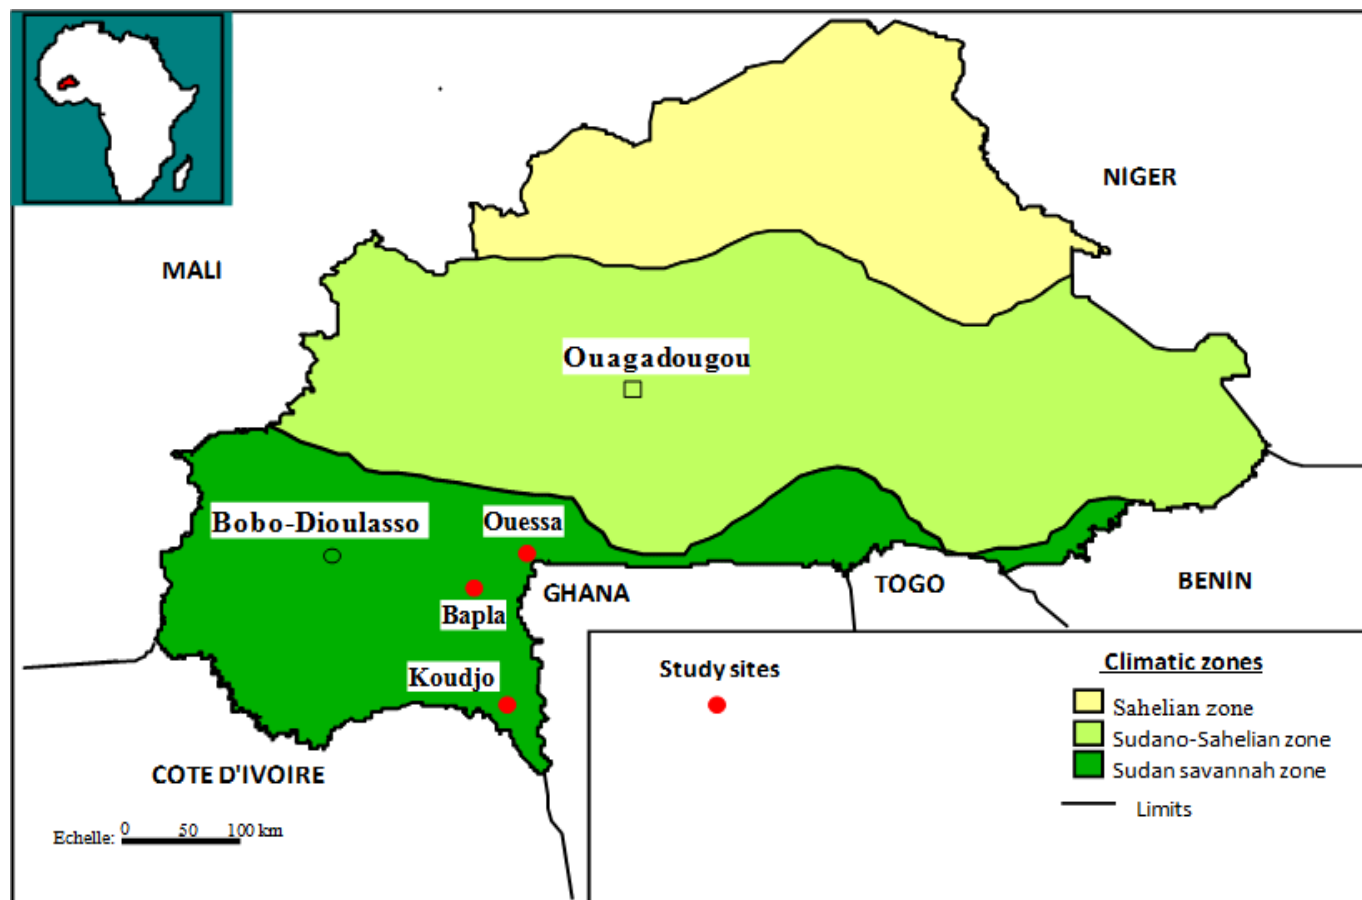 NIGER
MALI
Ouagadougou
Bobo-Dioulasso
Ouessa
GHANA
TOGO
BENIN
Bapla
Koudjo
COTE D'IVOIRE
Echelle: 0 50 100 km
Study sites
Climatic zones
Sahelian zone
Sudano-Sahelian zone
Sudan savannah zone
Limits